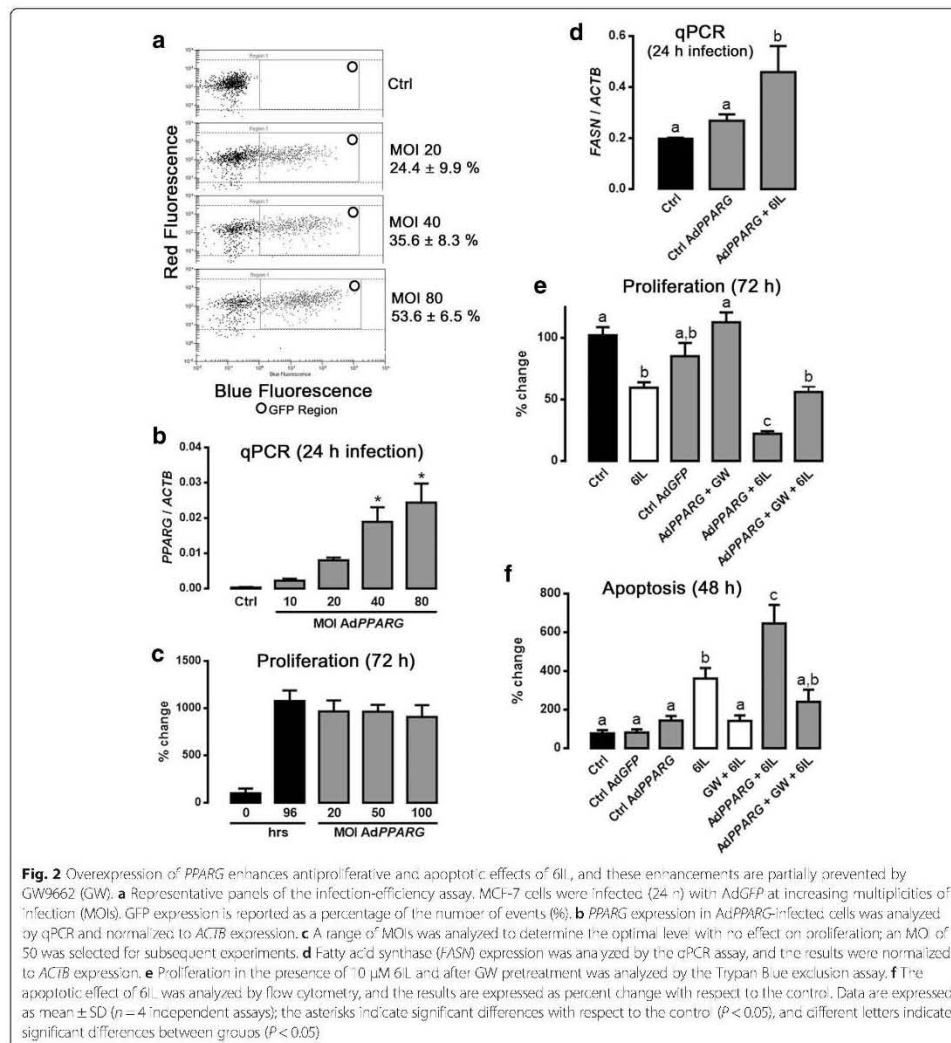 a
Region 1
Ctrl
MOI 20
24.4 ± 9.9 %
MOI 40
35.6 ± 8.3 %
MOI 80
53.6 ± 6.5 %
Red Fluorescence
Blue Fluorescence
Blue Fluorescence
GFP Region
b
qPCR (24 h infection)
PPARG / ACTB
0.04
0.03
0.02
0.01
0.00
* *
Ctrl 10 20 40 80
MOI AdPPARG
c
Proliferation (72 h)
% change
1500
1000
500
0
0 96 20 50 100
hrs MOI AdPPARG
d
qPCR
(24 h infection)
FASN / ACTB
0.6
0.4
0.2
0.0
a a b
Ctrl
Ctrl AdPPARG
AdPPARG + 6IL
e
Proliferation (72 h)
% change
100
50
0
a b a,b a c b
Ctrl
6IL
Ctrl AdGFP
AdPPARG + GW
AdPPARG + 6IL
AdPPARG + GW + 6IL
f
Apoptosis (48 h)
% change
800
600
400
200
0
a a a b a c a,b
Ctrl
Ctrl AdGFP
Ctrl AdPPARG
6IL
GW + 6IL
AdPPARG + 6IL
AdPPARG + GW + 6IL
Fig. 2 Overexpression of PPARG enhances antiproliferative and apoptotic effects of 6IL, and these enhancements are partially prevented by
GW9662 (GW). a Representative panels of the infection-efficiency assay. MCF-7 cells were infected (24 h) with AdGFP at increasing multiplicities of
infection (MOIs). GFP expression is reported as a percentage of the number of events (%). b PPARG expression in AdPPARG-infected cells was analyzed
by qPCR and normalized to ACTB expression. c A range of MOIs was analyzed to determine the optimal level with no effect on proliferation; an MOI of
50 was selected for subsequent experiments. d Fatty acid synthase (FASN) expression was analyzed by the qPCR assay, and the results were normalized
to ACTB expression. e Proliferation in the presence of 10 μM 6IL and after GW pretreatment was analyzed by the Trypan Blue exclusion assay. f The
apoptotic effect of 6IL was analyzed by flow cytometry, and the results are expressed as percent change with respect to the control. Data are expressed
as mean ± SD (n = 4 independent assays); the asterisks indicate significant differences with respect to the control (P < 0.05), and different letters indicate
significant differences between groups (P < 0.05)